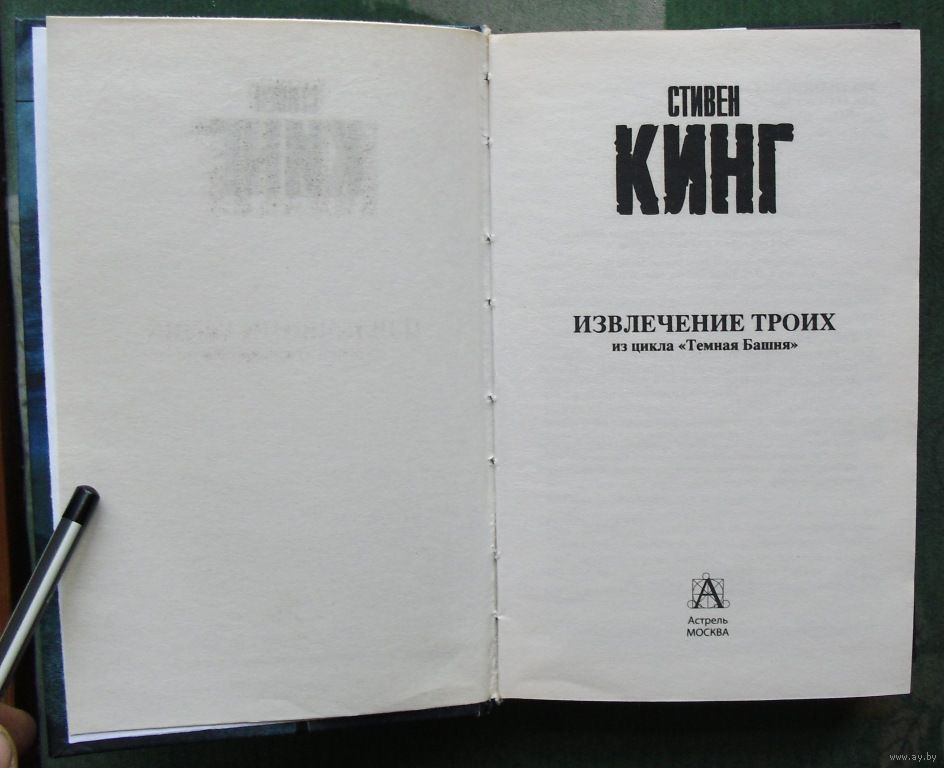 СТИВЕН
КИНГ
ИЗВЛЕЧЕНИЕ ТРОИХ
из цикла «Темная Башня»
А
Астрель
МОСКВА
www.ay.by